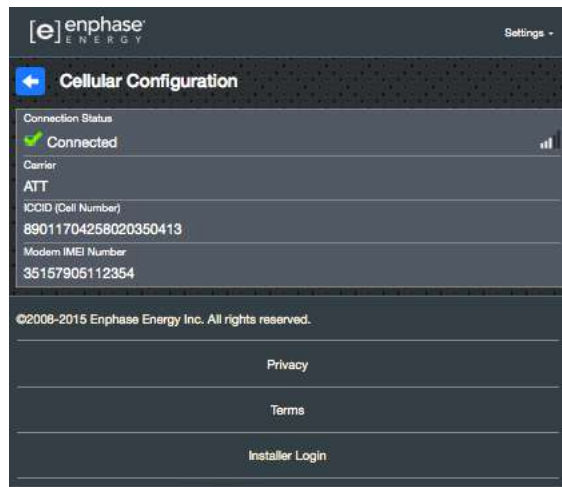 [e] enphase
ENERGY
Settings
Cellular Configuration
Connection Status
Connected
Carrier
ATT
ICCID (Cell Number)
89011704258020350413
Modem IMEI Number
35157905112354
©2008-2015 Enphase Energy Inc. All rights reserved.
Privacy
Terms
Installer Login